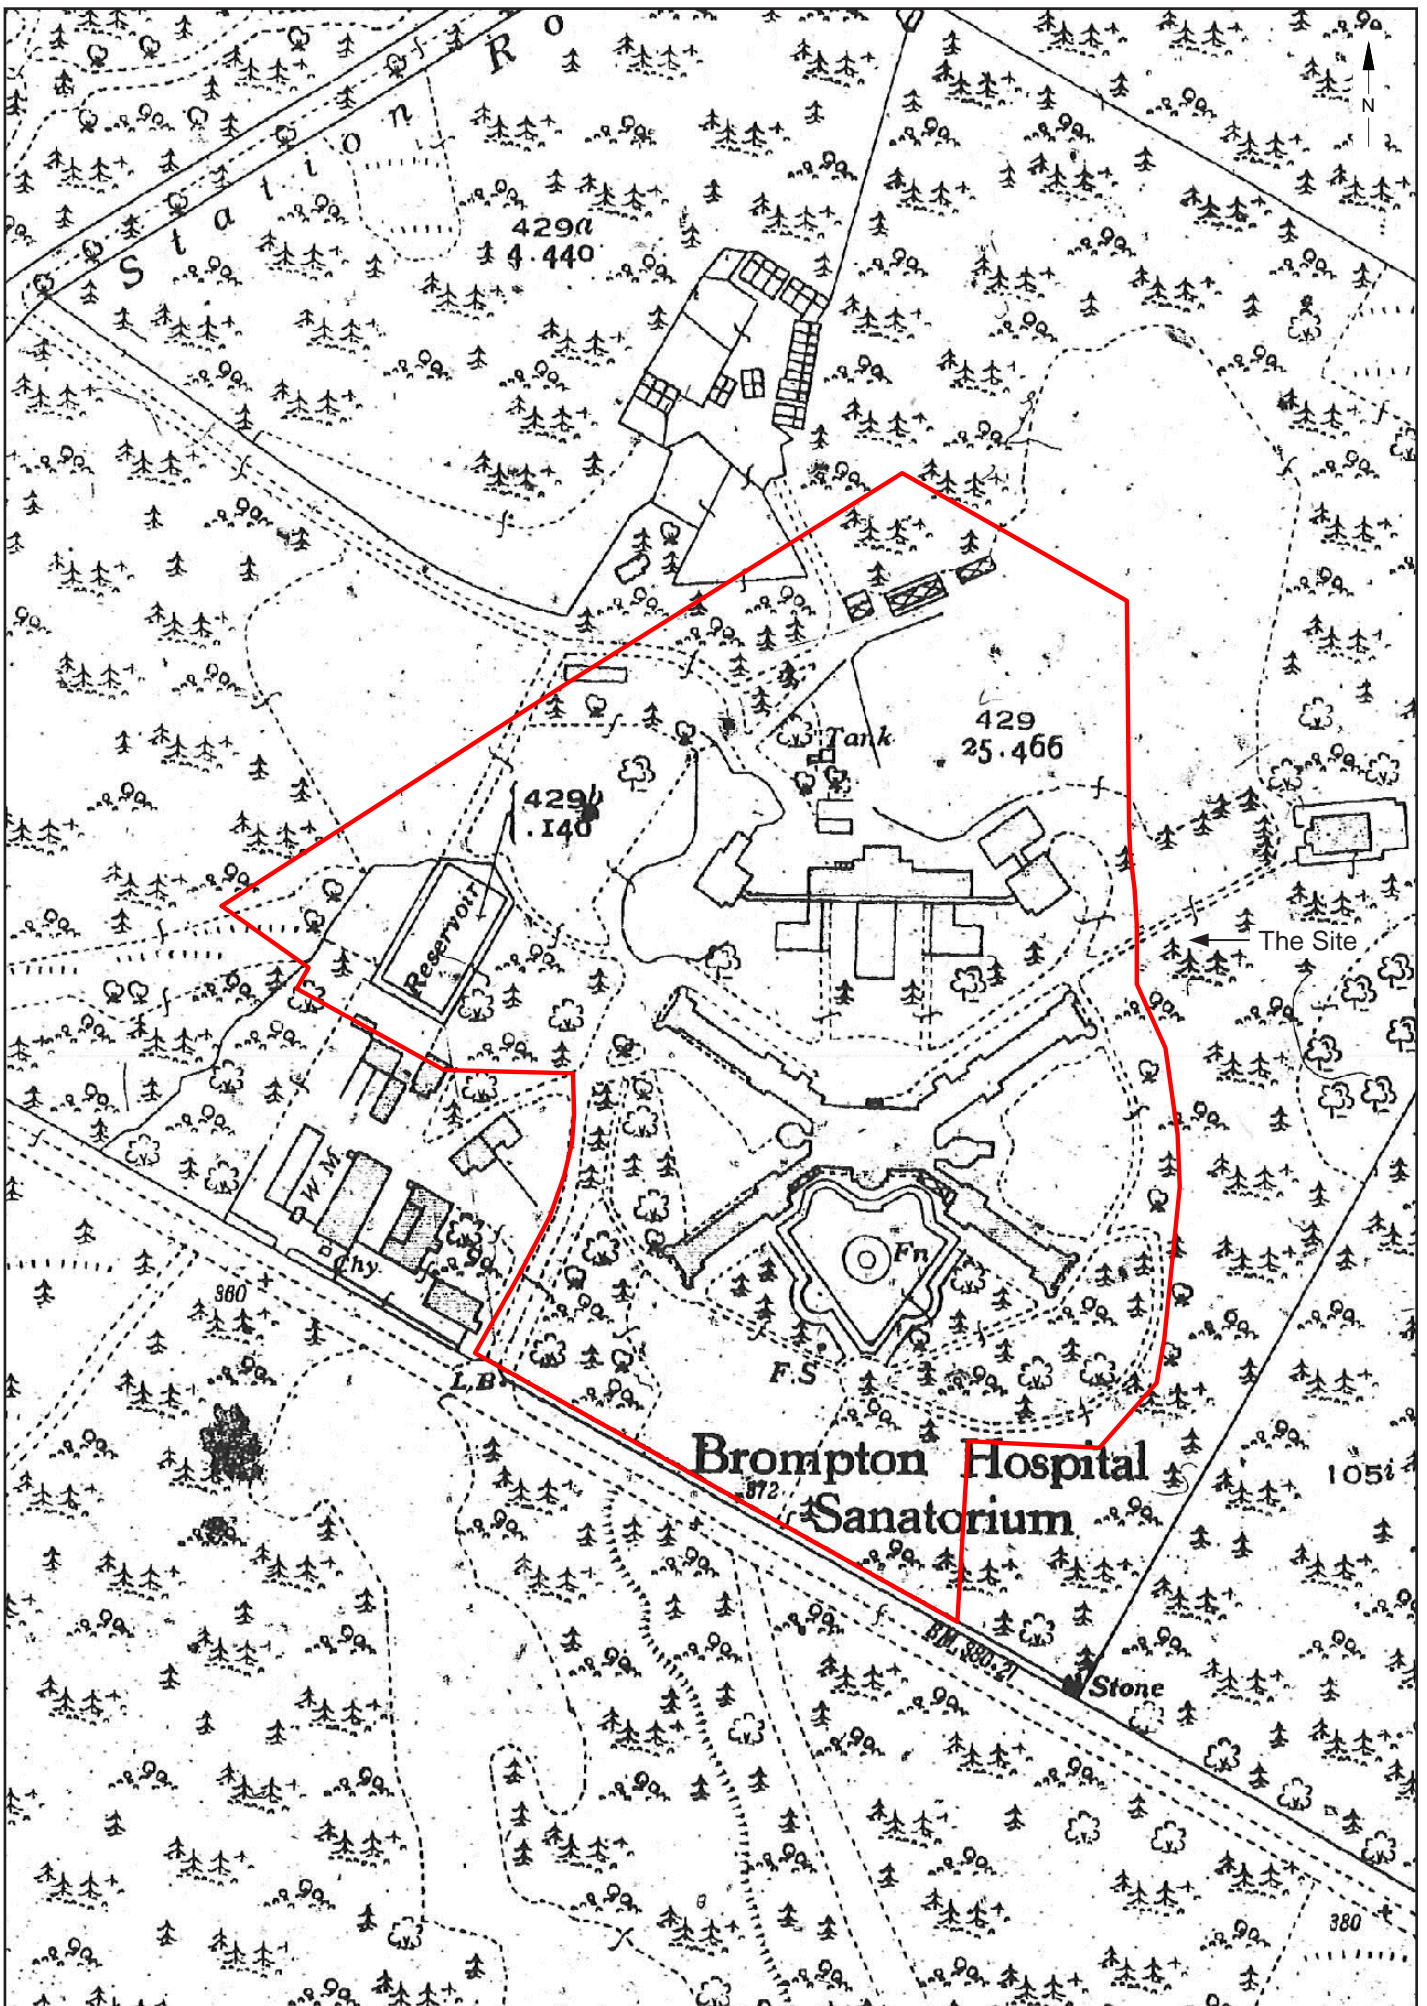 Station Ro
N
429a
4.440
429
25.466
Tank
429b
.140
Reservoir
The Site
W M
Chy.
Fn
380
L.B.
F.S
Brompton Hospital
Sanatorium
372
105i
B.M. 380.21
Stone
380